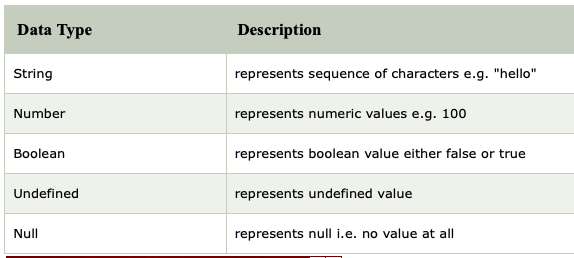 Data Type Description
String represents sequence of characters e.g. "hello"
Number represents numeric values e.g. 100
Boolean represents boolean value either false or true
Undefined represents undefined value
Null represents null i.e. no value at all